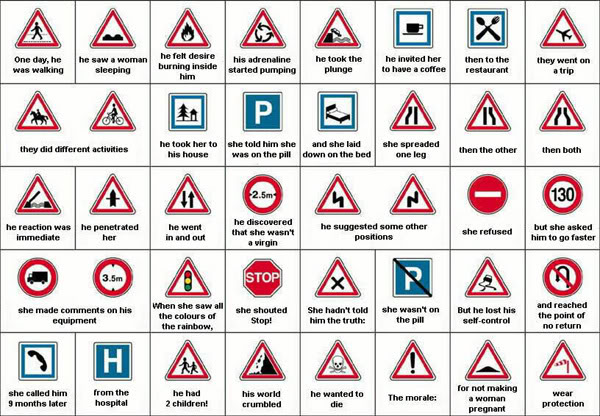 One day, he
was walking
he saw a woman
sleeping
he felt desire
burning inside
him
his adrenaline
started pumping
he took the
plunge
he invited her
to have a coffee
then to the
restaurant
they went on
a trip
they did different activities
he took her to
his house
P
she told him she
was on the pill
and she laid
down on the bed
she spreaded
one leg
then the other
then both
he reaction was
immediate
he penetrated
her
he went
in and out
2.5m
he discovered
that she wasn't
a virgin
he suggested some other
positions
she refused
130
but she asked
him to go faster
3.5m
she made comments on his
equipment
When she saw all
the colours of
the rainbow,
STOP
she shouted
Stop!
She hadn't told
him the truth:
P
she wasn't on
the pill
But he lost his
self-control
and reached
the point of
no return
she called him
9 months later
H
from the
hospital
he had
2 children!
his world
crumbled
he wanted to
die
!
The morale:
for not making
a woman
pregnant
wear
protection